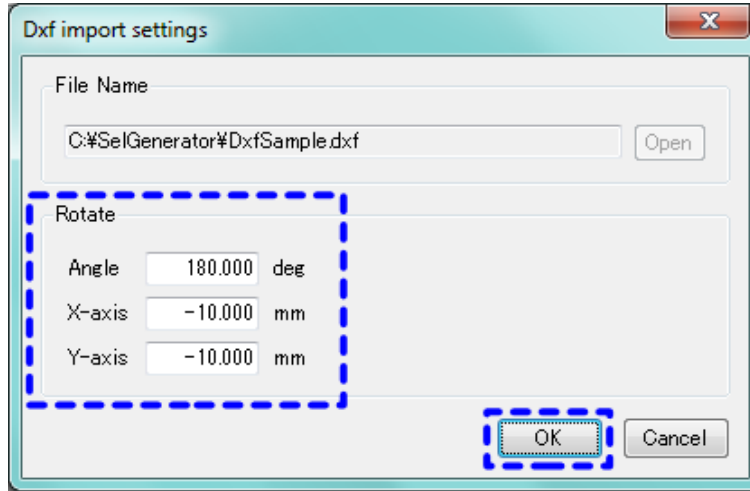 Dxf import settings
File Name
C:¥SelGenerator¥DxfSample.dxf
Open
Rotate
Angle 180.000 deg
X-axis -10.000 mm
Y-axis -10.000 mm
OK Cancel